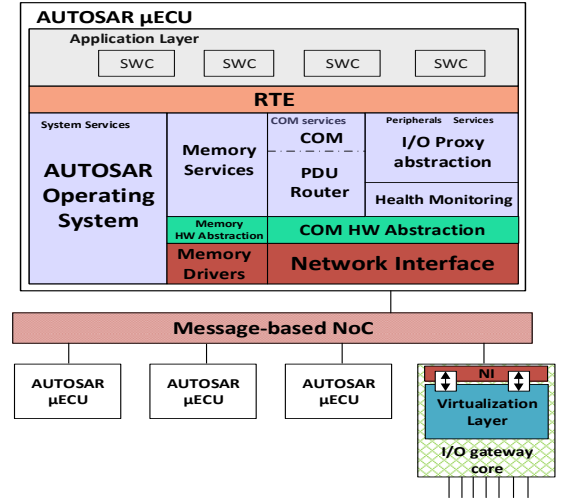 AUTOSAR µECU
Application Layer
SWC SWC SWC SWC
RTE
System Services
AUTOSAR
Operating
System
Memory
Services
COM services
COM
PDU
Router
Peripherals Services
I/O Proxy
abstraction
Health Monitoring
Memory
HW Abstraction
COM HW Abstraction
Memory
Drivers
Network Interface
Message-based NoC
AUTOSAR
µECU
AUTOSAR
µECU
AUTOSAR
µECU
NI
Virtualization
Layer
I/O gateway
core